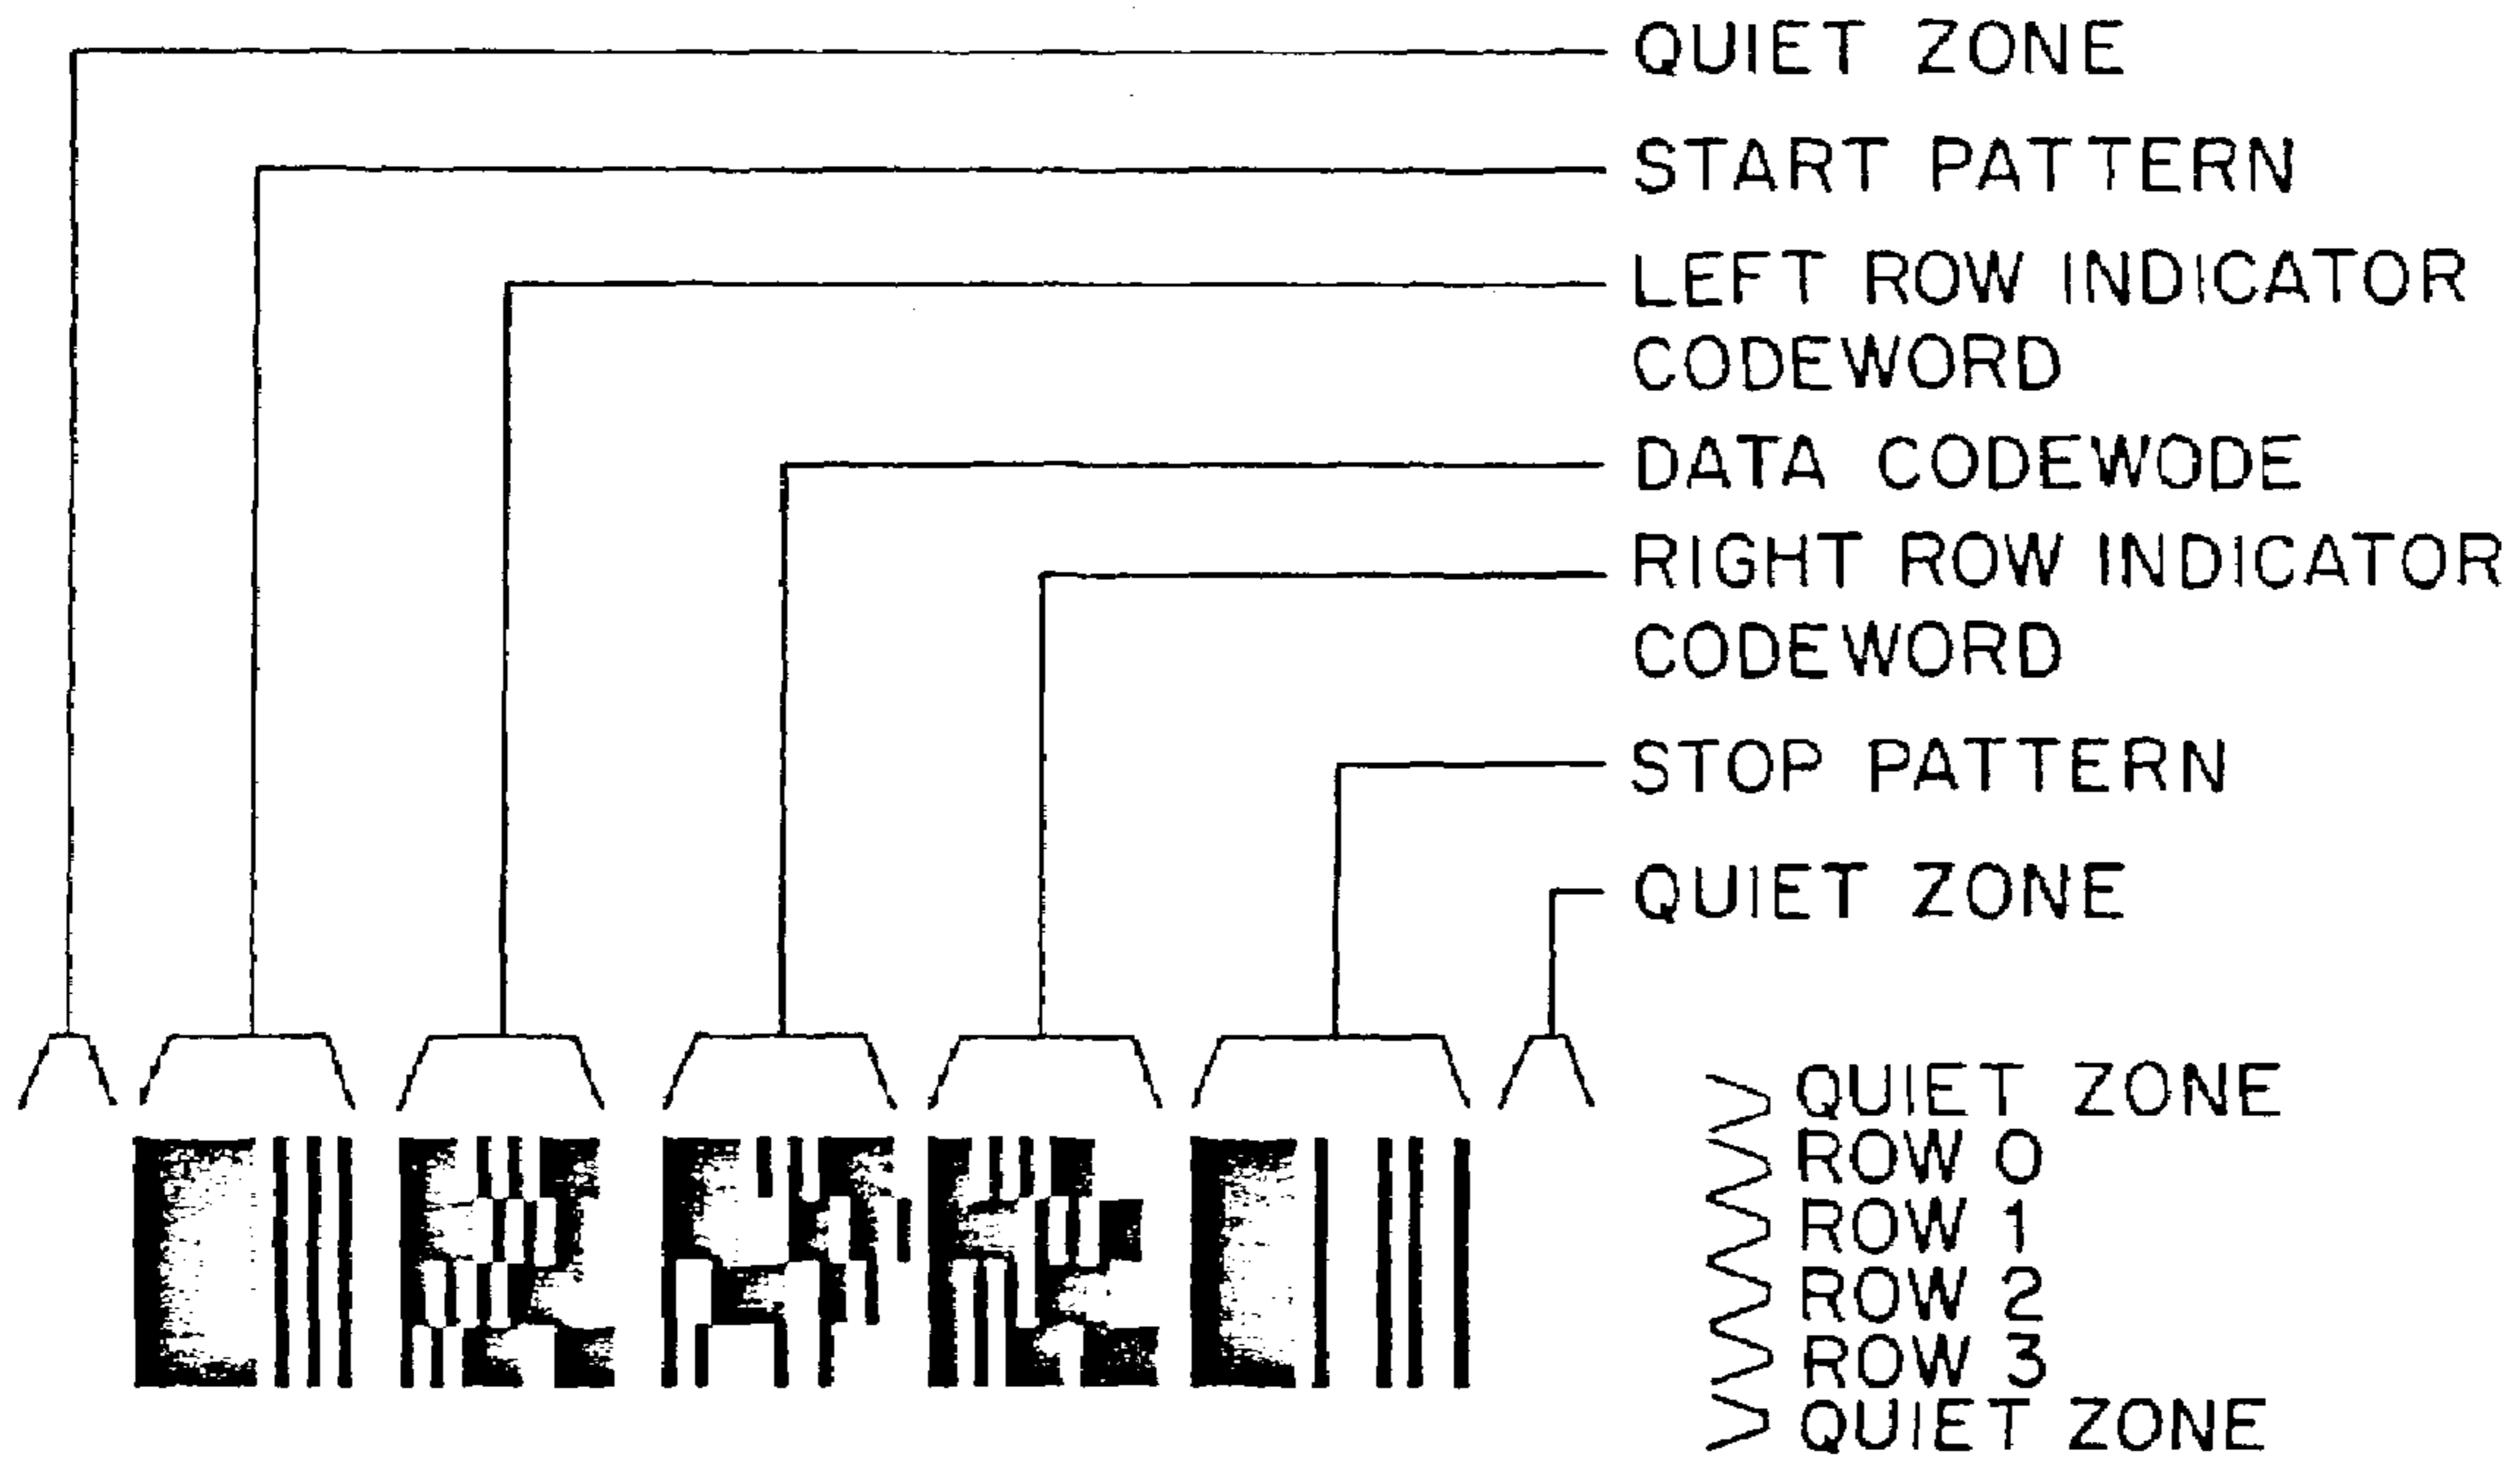 QUIET ZONE
START PATTERN
LEFT ROW INDICATOR
CODEWORD
DATA CODEWODE
RIGHT ROW INDICATOR
CODEWORD
STOP PATTERN
QUIET ZONE
QUIET ZONE
ROW 0
ROW 1
ROW 2
ROW 3
QUIET ZONE